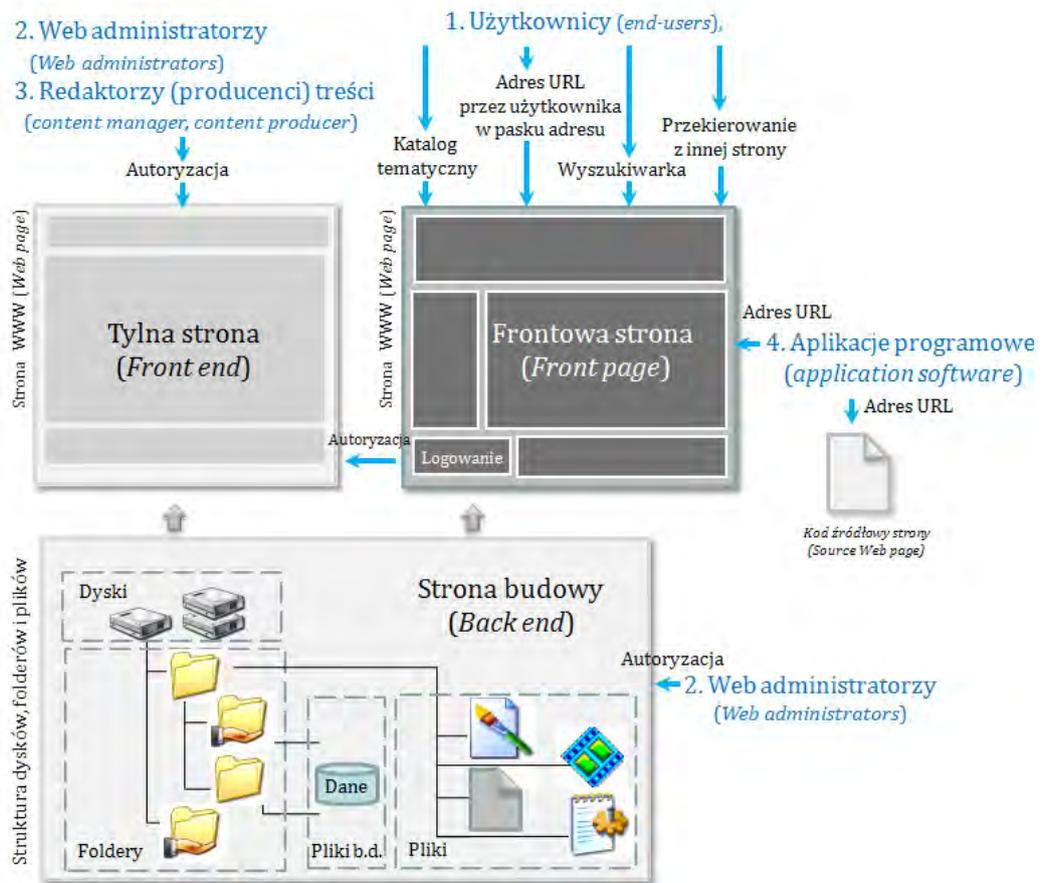 2. Web administratorzy
(Web administrators)
3. Redaktorzy (producenci) treści
(content manager, content producer)
Autoryzacja
1. Użytkownicy (end-users),
Katalog
tematyczny
Adres URL
przez użytkownika
w pasku adresu
Wyszukiwarka
Przekierowanie
z innej strony
Strona WWW (Web page)
Tylna strona
(Front end)
Strona WWW (Web page)
Frontowa strona
(Front page)
Logowanie
Autoryzacja
Adres URL
4. Aplikacje programowe
(application software)
Adres URL
Kod źródłowy strony
(Source Web page)
Struktura dysków, folderów i plików
Dyski
Strona budowy
(Back end)
Autoryzacja
2. Web administratorzy
(Web administrators)
Dane
Foldery
Pliki b.d.
Pliki